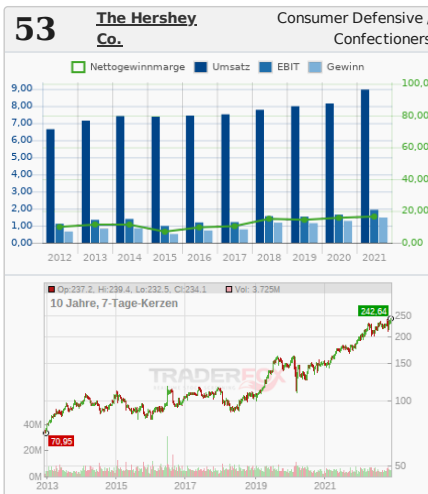 53
The Hershey
Co.
Consumer Defensive /
Confectioners
Nettogewinnmarge Umsatz EBIT Gewinn
9,00 100,0
8,00
7,00 80,00
6,00
5,00 60,00
4,00
3,00 40,00
2,00
1,00 20,00
0,00 0,00
2012 2013 2014 2015 2016 2017 2018 2019 2020 2021
Op:237.2, Hi:239.4, Lo:232.5, Cl:234.1 Vol: 3.725M
10 Jahre, 7-Tage-Kerzen
242.64
250
200
150
TRADERFOX
100
40M
70,95
20M
50
0M
2013 2015 2017 2019 2021